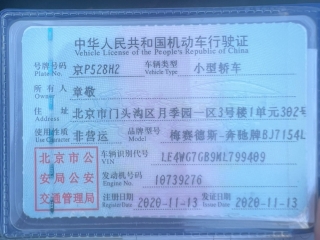 中华人民共和国机动车行驶证
Vehicle License of the People's Republic of China
号牌号码 京P528H2 车辆类型 小型轿车
Plate No. Vehicle Type
所有人 章敬
Owner
住址 北京市门头沟区月季园一区3号楼1单元302号
Address
使用性质 非营运 品牌型号 梅赛德斯-奔驰牌BJ7154L
Use Character Model
北京市公 车辆识别代号 LE4WG7GB9ML799409
VIN
安局公安 发动机号码 10739276
Engine No.
交通管理局 注册日期 2020-11-13 发证日期 2020-11-13
Register Date Issue Date